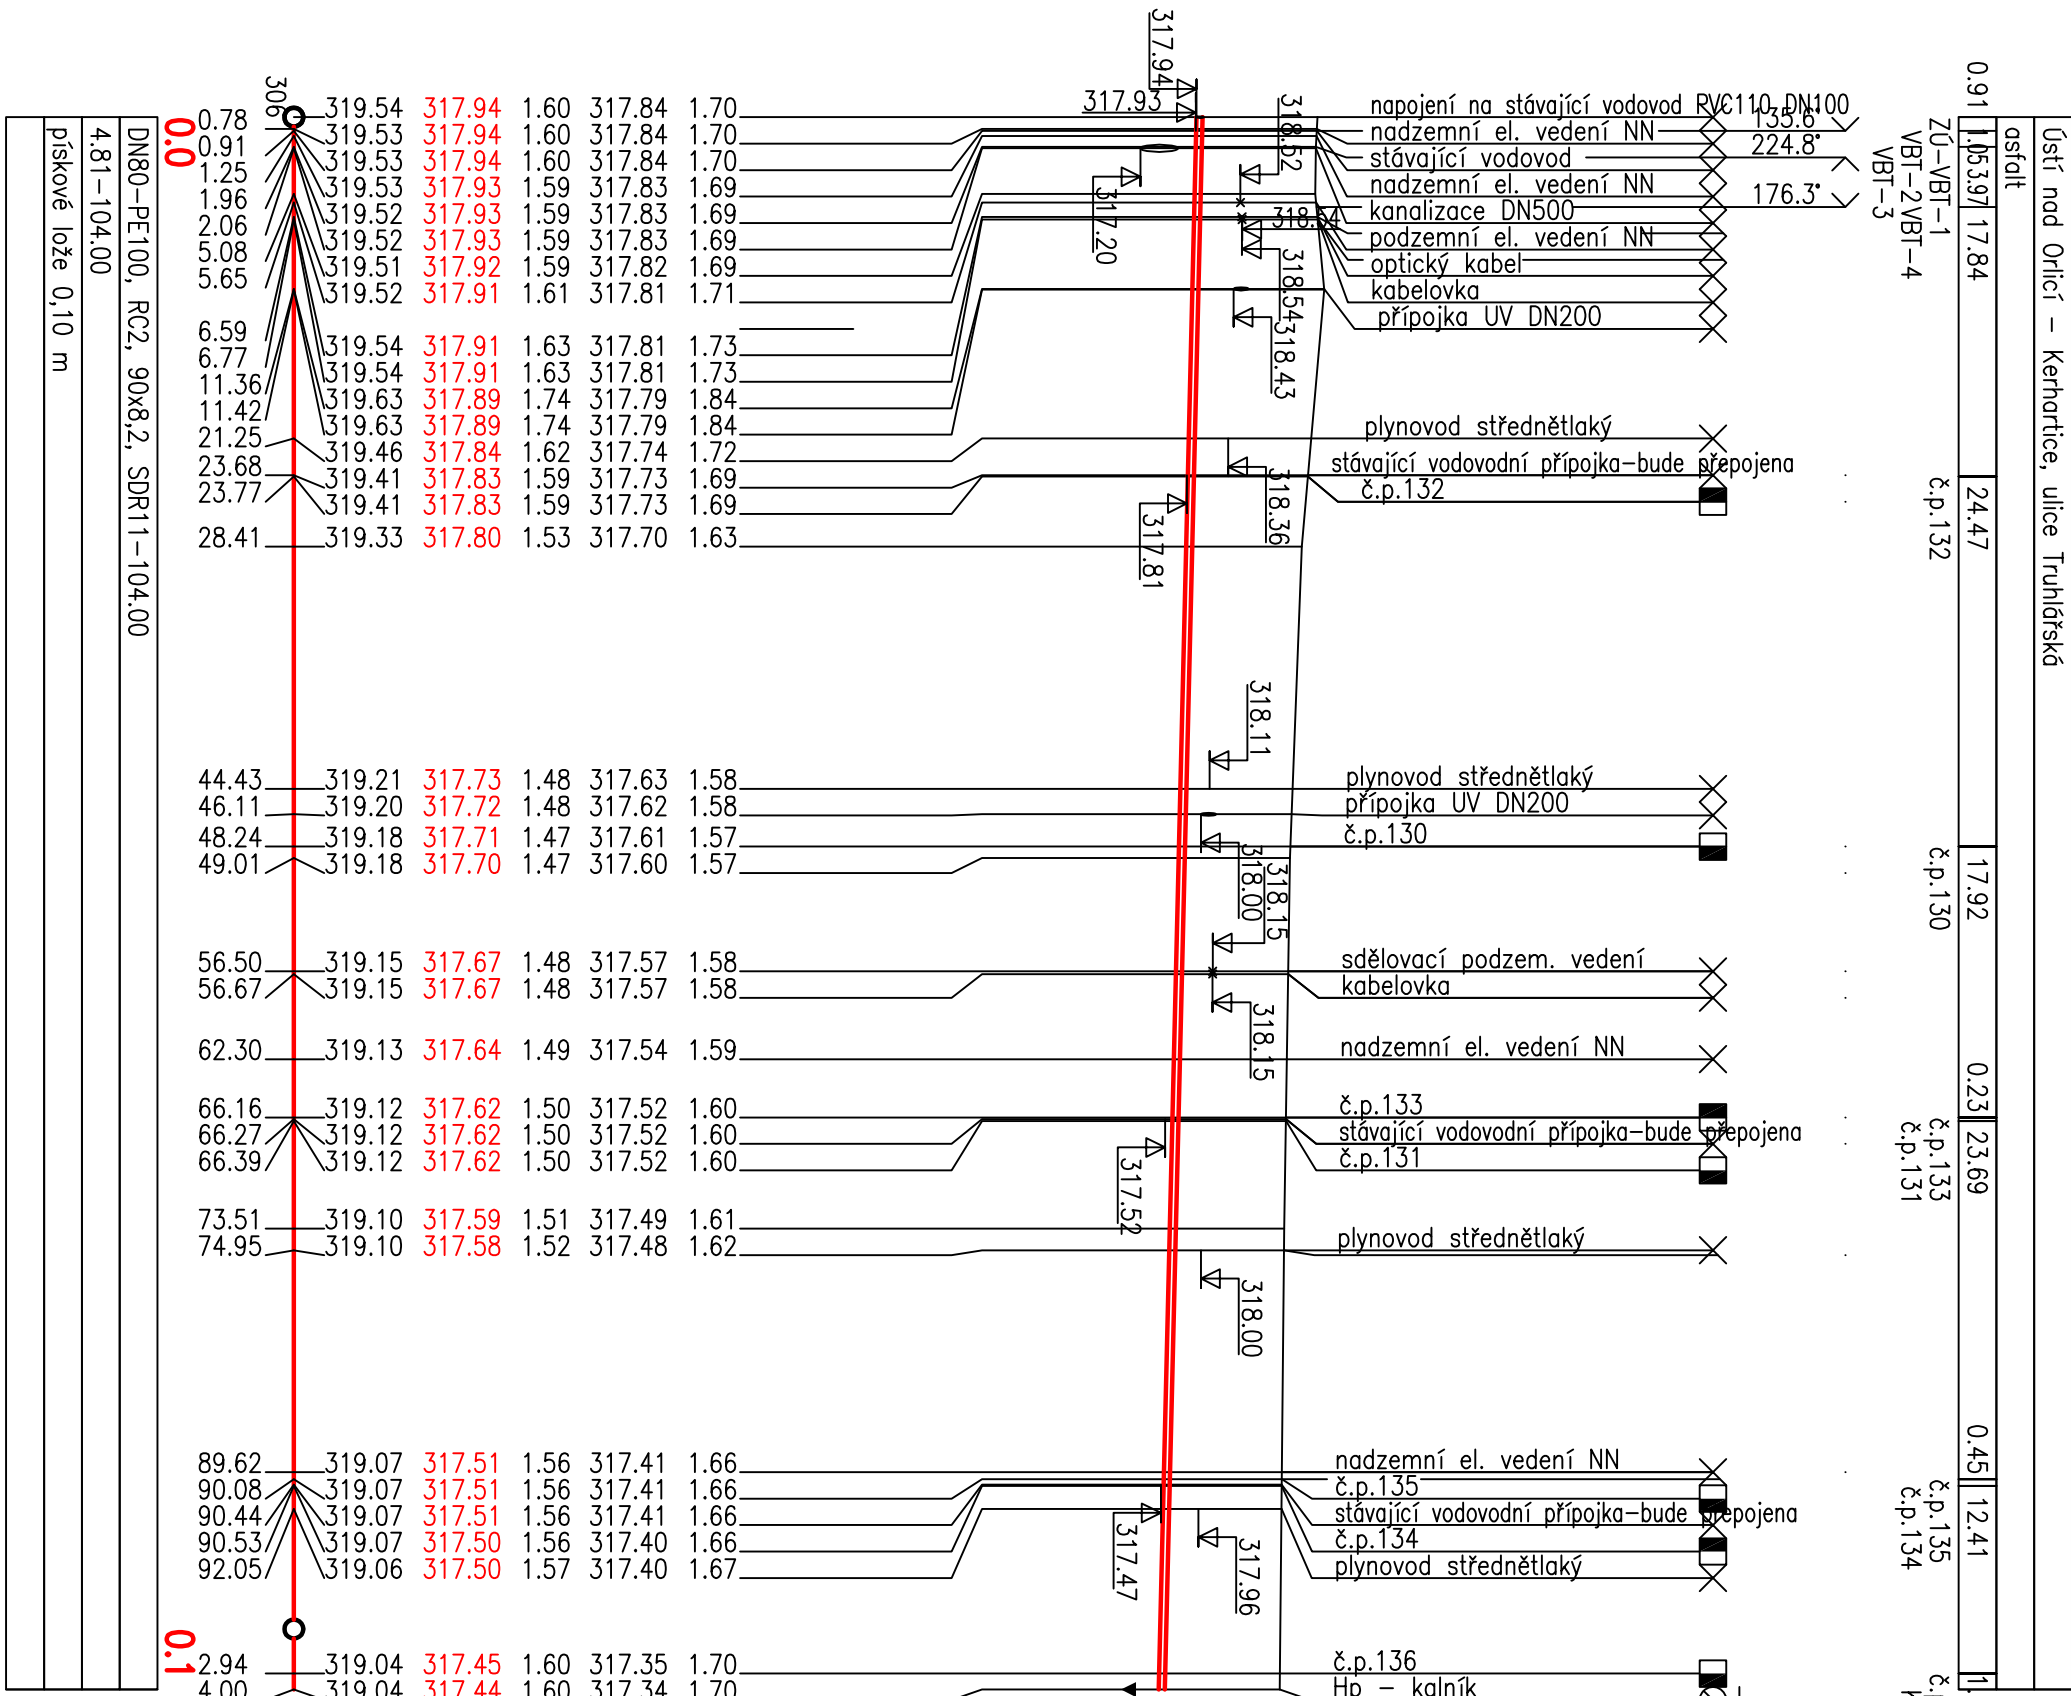 Ústí nad Orlicí – Kerhartice, ulice Truhlářská
asfalt
0.91 1.05 3.97 17.84 24.47 17.92 0.23 23.69 0.45 12.41
ZÚ-VBT-1
VBT-2 VBT-4
VBT-3
č.p.132
č.p.130
č.p.133
č.p.131
č.p.135
č.p.134
135.6°
224.8°
176.3°
napojení na stávající vodovod PVC110 DN100
nadzemní el. vedení NN
stávající vodovod
nadzemní el. vedení NN
kanalizace DN500
podzemní el. vedení NN
optický kabel
kabelovka
přípojka UV DN200
plynovod střednětlaký
stávající vodovodní přípojka-bude přepojena
č.p.132
plynovod střednětlaký
přípojka UV DN200
č.p.130
sdělovací podzem. vedení
kabelovka
nadzemní el. vedení NN
č.p.133
stávající vodovodní přípojka-bude přepojena
č.p.131
plynovod střednětlaký
nadzemní el. vedení NN
č.p.135
stávající vodovodní přípojka-bude přepojena
č.p.134
plynovod střednětlaký
č.p.136
Hp – kalník
317.94
317.93
318.52
317.20
318.54
318.43
318.36
317.81
318.11
318.00
318.15
318.15
317.52
318.00
317.47
317.96
306
319.54 317.94 1.60 317.84 1.70
0.78 319.53 317.94 1.60 317.84 1.70
0.91 319.53 317.94 1.60 317.84 1.70
1.25 319.53 317.93 1.59 317.83 1.69
1.96 319.52 317.93 1.59 317.83 1.69
2.06 319.52 317.93 1.59 317.83 1.69
5.08 319.51 317.92 1.59 317.82 1.69
5.65 319.52 317.91 1.61 317.81 1.71
6.59 319.54 317.91 1.63 317.81 1.73
6.77 319.54 317.91 1.63 317.81 1.73
11.36 319.63 317.89 1.74 317.79 1.84
11.42 319.63 317.89 1.74 317.79 1.84
21.25 319.46 317.84 1.62 317.74 1.72
23.68 319.41 317.83 1.59 317.73 1.69
23.77 319.41 317.83 1.59 317.73 1.69
28.41 319.33 317.80 1.53 317.70 1.63
44.43 319.21 317.73 1.48 317.63 1.58
46.11 319.20 317.72 1.48 317.62 1.58
48.24 319.18 317.71 1.47 317.61 1.57
49.01 319.18 317.70 1.47 317.60 1.57
56.50 319.15 317.67 1.48 317.57 1.58
56.67 319.15 317.67 1.48 317.57 1.58
62.30 319.13 317.64 1.49 317.54 1.59
66.16 319.12 317.62 1.50 317.52 1.60
66.27 319.12 317.62 1.50 317.52 1.60
66.39 319.12 317.62 1.50 317.52 1.60
73.51 319.10 317.59 1.51 317.49 1.61
74.95 319.10 317.58 1.52 317.48 1.62
89.62 319.07 317.51 1.56 317.41 1.66
90.08 319.07 317.51 1.56 317.41 1.66
90.44 319.07 317.51 1.56 317.41 1.66
90.53 319.07 317.50 1.56 317.40 1.66
92.05 319.06 317.50 1.57 317.40 1.67
2.94 319.04 317.45 1.60 317.35 1.70
4.00 319.04 317.44 1.60 317.34 1.70
0.0
0.1
DN80-PE100, RC2, 90x8,2, SDR11-104.00
4.81-104.00
pískové lože 0,10 m